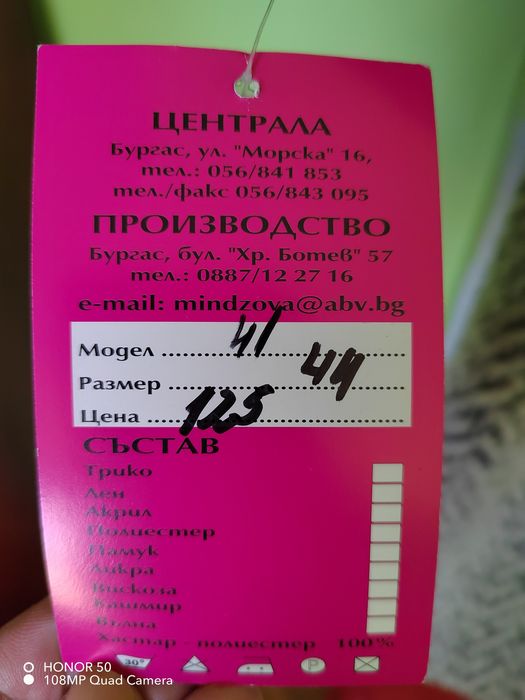 ЦЕНТРАЛА
Бургас, ул. "Морска" 16,
тел.: 056/841 853
тел./факс 056/843 095
ПРОИЗВОДСТВО
Бургас, бул. "Хр. Ботев" 57
тел.: 0887/12 27 16
e-mail: mindzova@abv.bg
Модел .......... 41
Размер .......... 44
Цена .......... 125
СЪСТАВ
Трико
Лен
Акрил
Полиестер
Памук
Ликра
Вискоза
Кашмир
Вълна
Хастар - полиестер 100%
30° P
HONOR 50
108MP Quad Camera